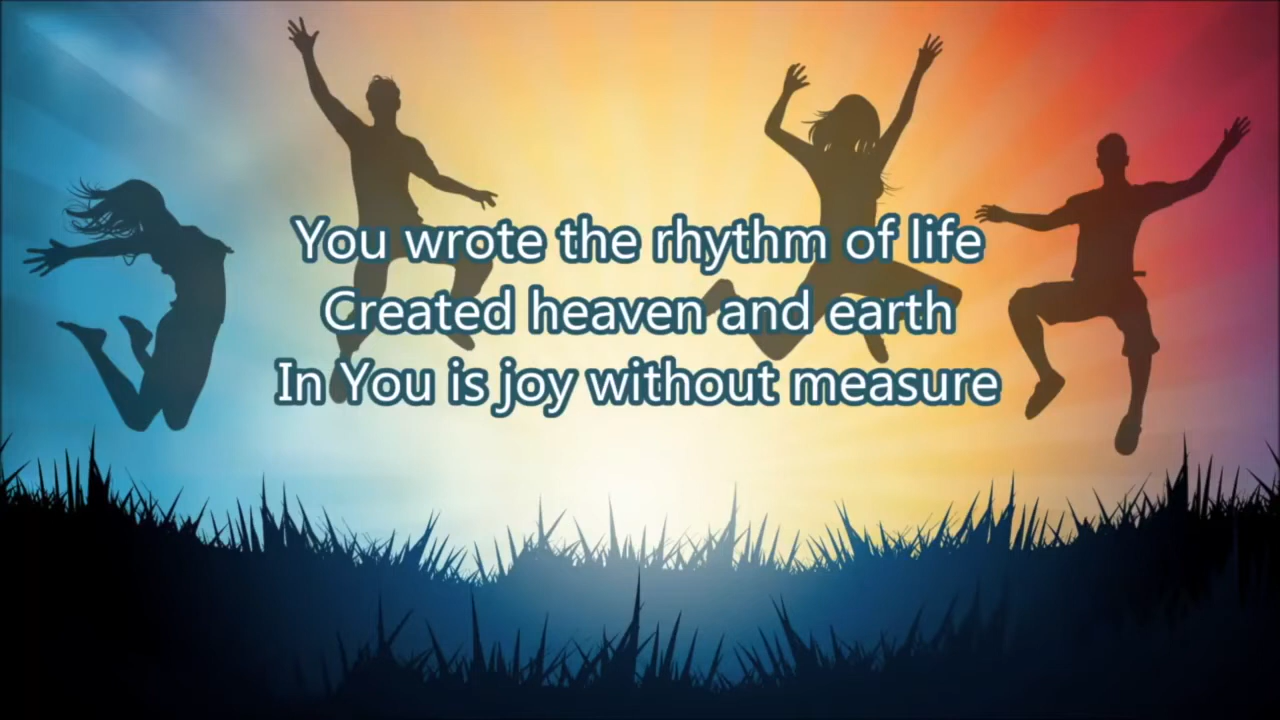 You wrote the rhythm of life
Created heaven and earth
In You is joy without measure